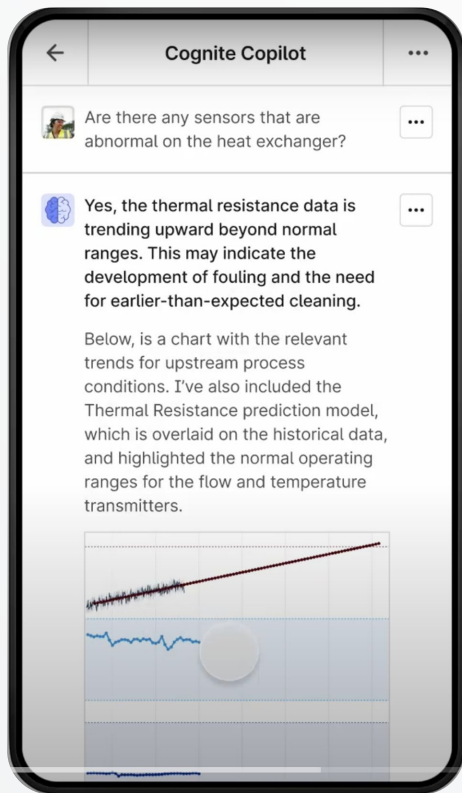 Cognite Copilot
Are there any sensors that are
abnormal on the heat exchanger?
Yes, the thermal resistance data is
trending upward beyond normal
ranges. This may indicate the
development of fouling and the need
for earlier-than-expected cleaning.
Below, is a chart with the relevant
trends for upstream process
conditions. I've also included the
Thermal Resistance prediction model,
which is overlaid on the historical data,
and highlighted the normal operating
ranges for the flow and temperature
transmitters.